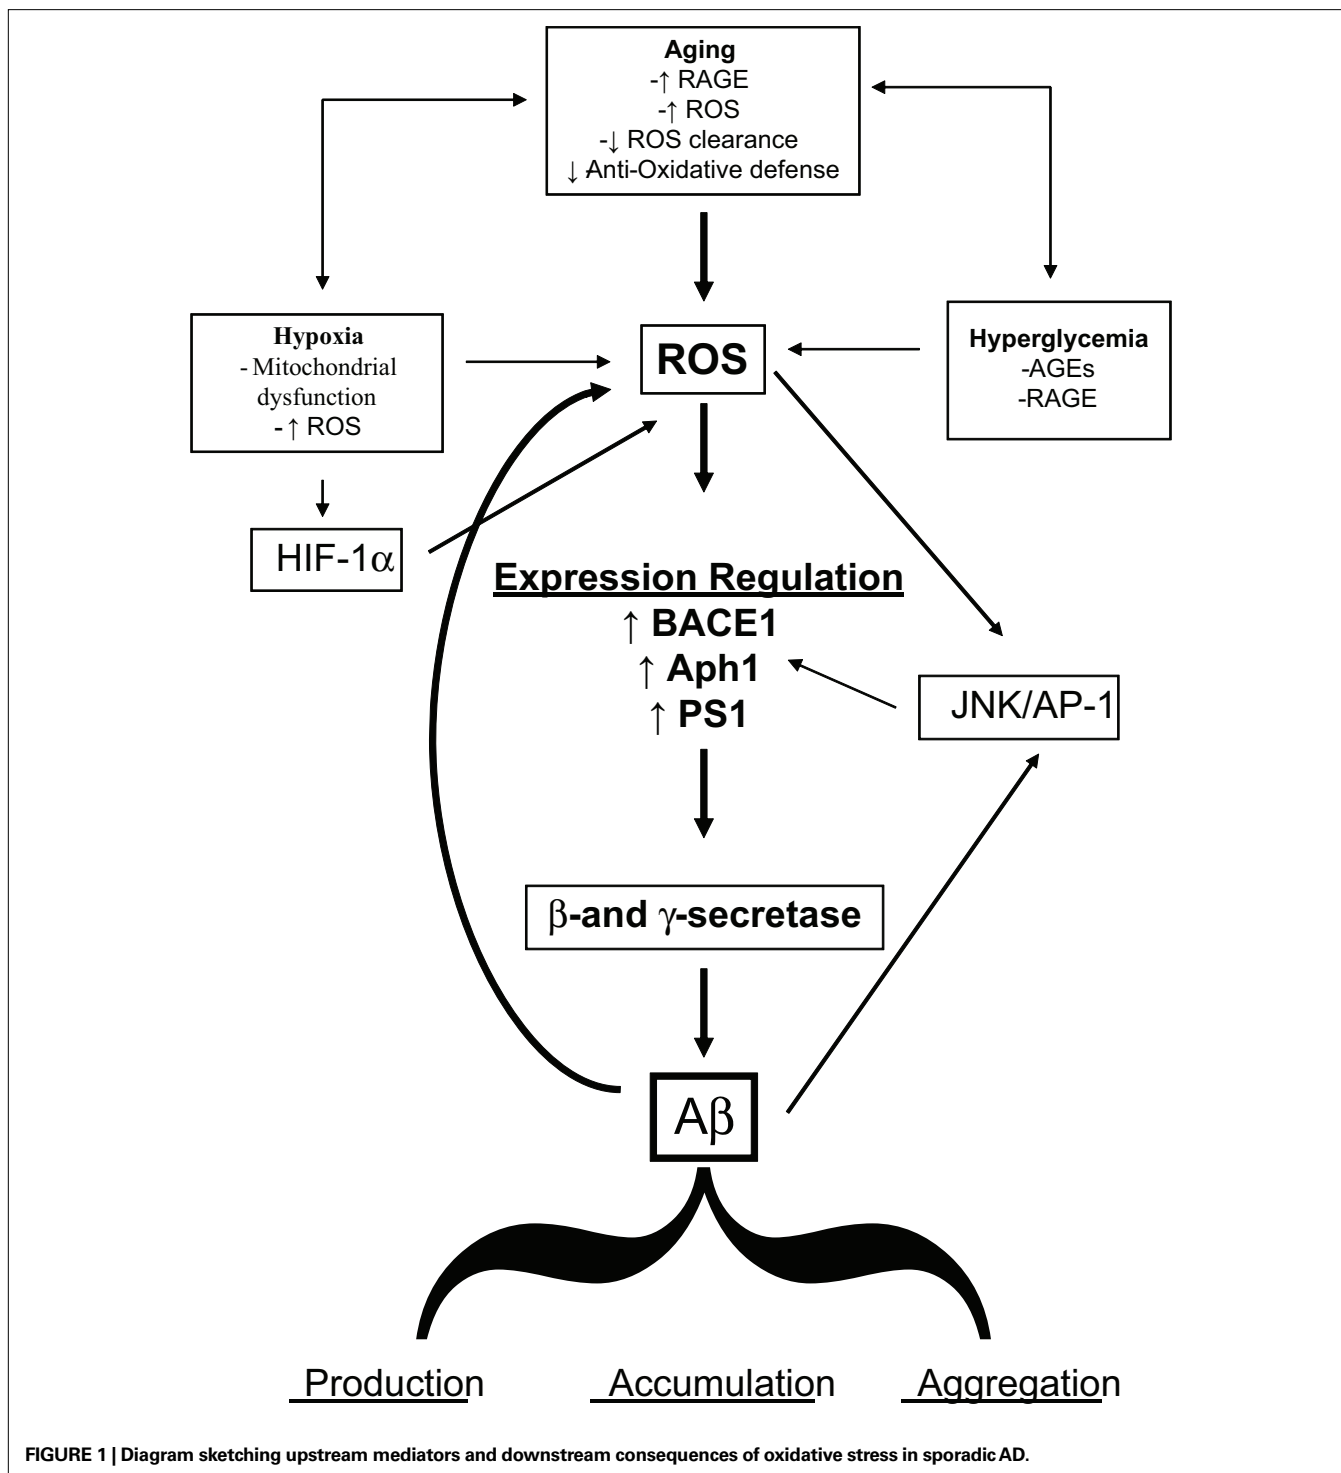 Aging
-↑ RAGE
-↑ ROS
-↓ ROS clearance
↓ Anti-Oxidative defense
Hypoxia
- Mitochondrial
dysfunction
- ↑ ROS
ROS
Hyperglycemia
-AGEs
-RAGE
HIF-1α
Expression Regulation
↑ BACE1
↑ Aph1
↑ PS1
JNK/AP-1
β-and γ-secretase
Aβ
Production Accumulation Aggregation
FIGURE 1 | Diagram sketching upstream mediators and downstream consequences of oxidative stress in sporadic AD.